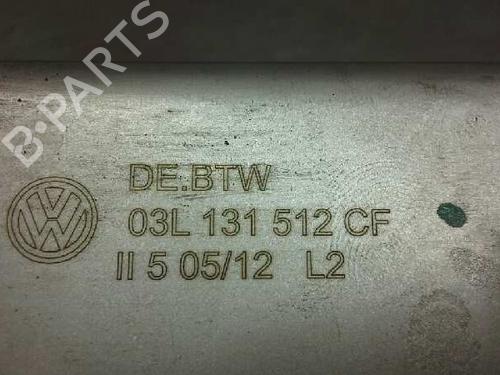 B-PARTS
DE.BTW
03L 131 512 CF
II 5 05/12 L2